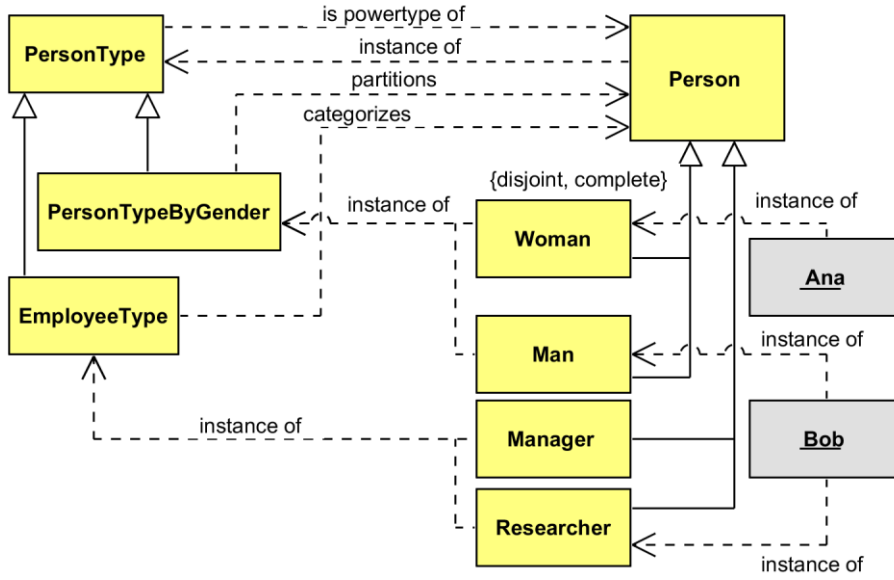 is powertype of
PersonType
instance of
Person
partitions
categorizes
{disjoint, complete}
PersonTypeByGender
instance of
Woman
instance of
Ana
EmployeeType
Man
instance of
instance of
Manager
Bob
Researcher
instance of